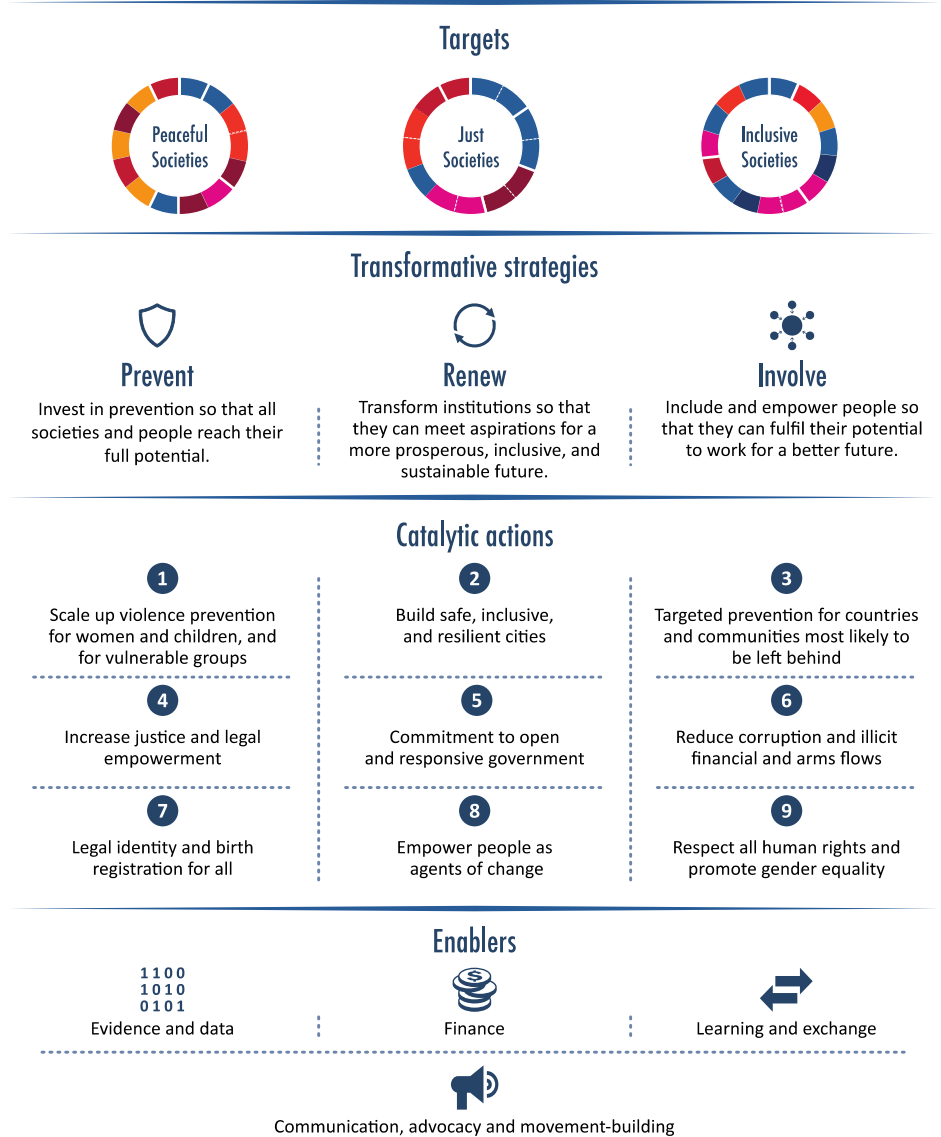 Targets
Peaceful
Societies
Just
Societies
Inclusive
Societies
Transformative strategies
Prevent
Invest in prevention so that all
societies and people reach their
full potential.
Renew
Transform institutions so that
they can meet aspirations for a
more prosperous, inclusive, and
sustainable future.
Involve
Include and empower people so
that they can fulfil their potential
to work for a better future.
Catalytic actions
1
Scale up violence prevention
for women and children, and
for vulnerable groups
2
Build safe, inclusive,
and resilient cities
3
Targeted prevention for countries
and communities most likely to
be left behind
4
Increase justice and legal
empowerment
5
Commitment to open
and responsive government
6
Reduce corruption and illicit
financial and arms flows
7
Legal identity and birth
registration for all
8
Empower people as
agents of change
9
Respect all human rights and
promote gender equality
Enablers
1100
1010
0101
Evidence and data
$
Finance
Learning and exchange
Communication, advocacy and movement-building